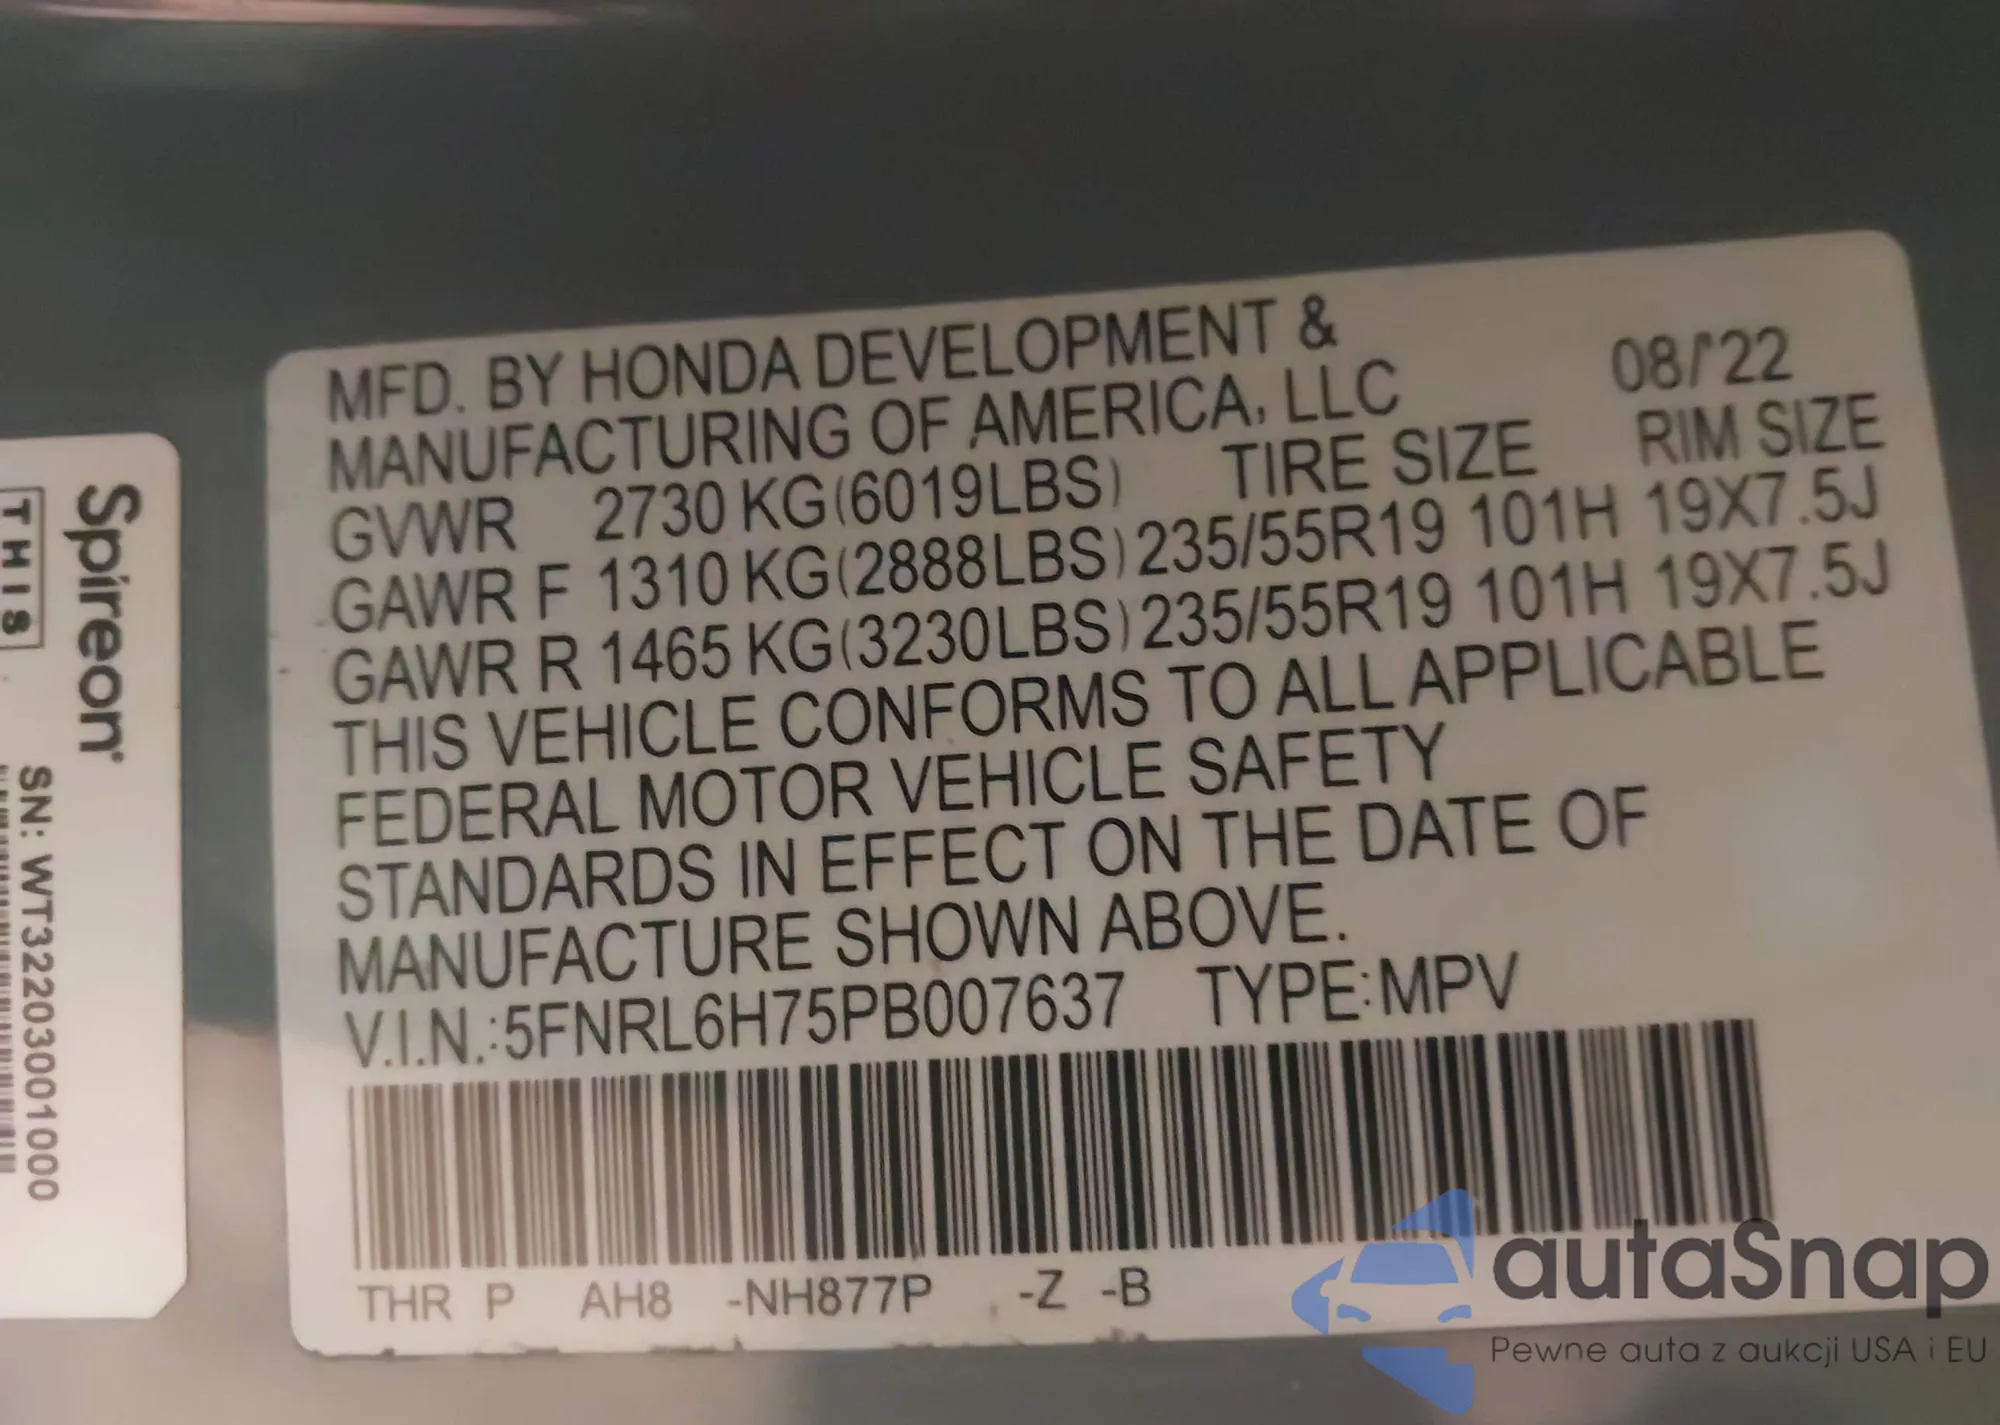 Spireon
THIS
SN: WT32203001000
MFD. BY HONDA DEVELOPMENT &
MANUFACTURING OF AMERICA, LLC 08/'22
GVWR 2730 KG(6019LBS) TIRE SIZE RIM SIZE
GAWR F 1310 KG(2888LBS) 235/55R19 101H 19X7.5J
GAWR R 1465 KG(3230LBS) 235/55R19 101H 19X7.5J
THIS VEHICLE CONFORMS TO ALL APPLICABLE
FEDERAL MOTOR VEHICLE SAFETY
STANDARDS IN EFFECT ON THE DATE OF
MANUFACTURE SHOWN ABOVE.
V.I.N.:5FNRL6H75PB007637 TYPE:MPV
THR P AH8 -NH877P -Z -B
autaSnap
Pewne auta z aukcji USA i EU